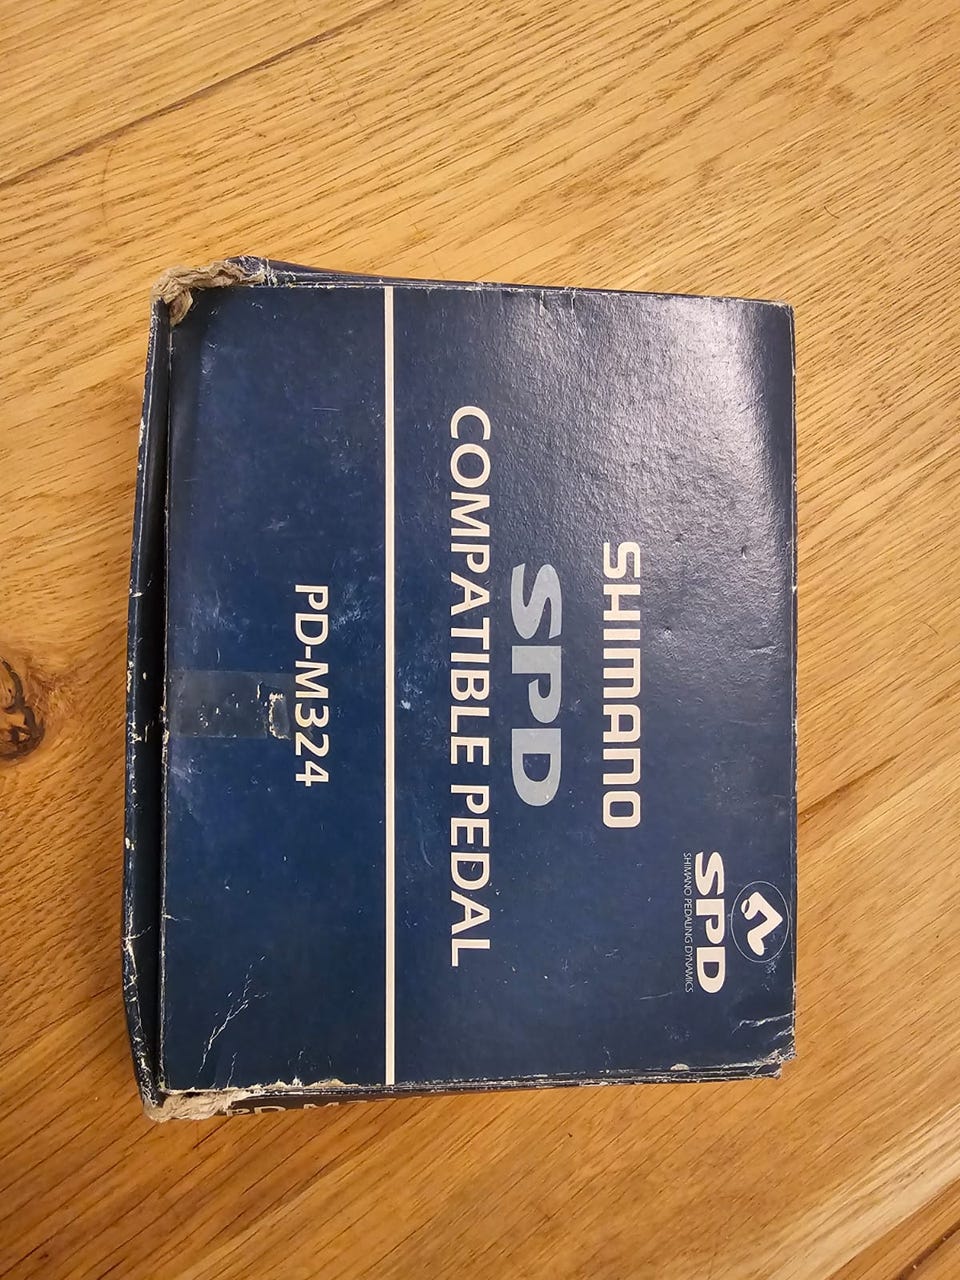 SPD
SHIMANO PEDALING DYNAMICS
SHIMANO
SPD
COMPATIBLE PEDAL
PD-M324